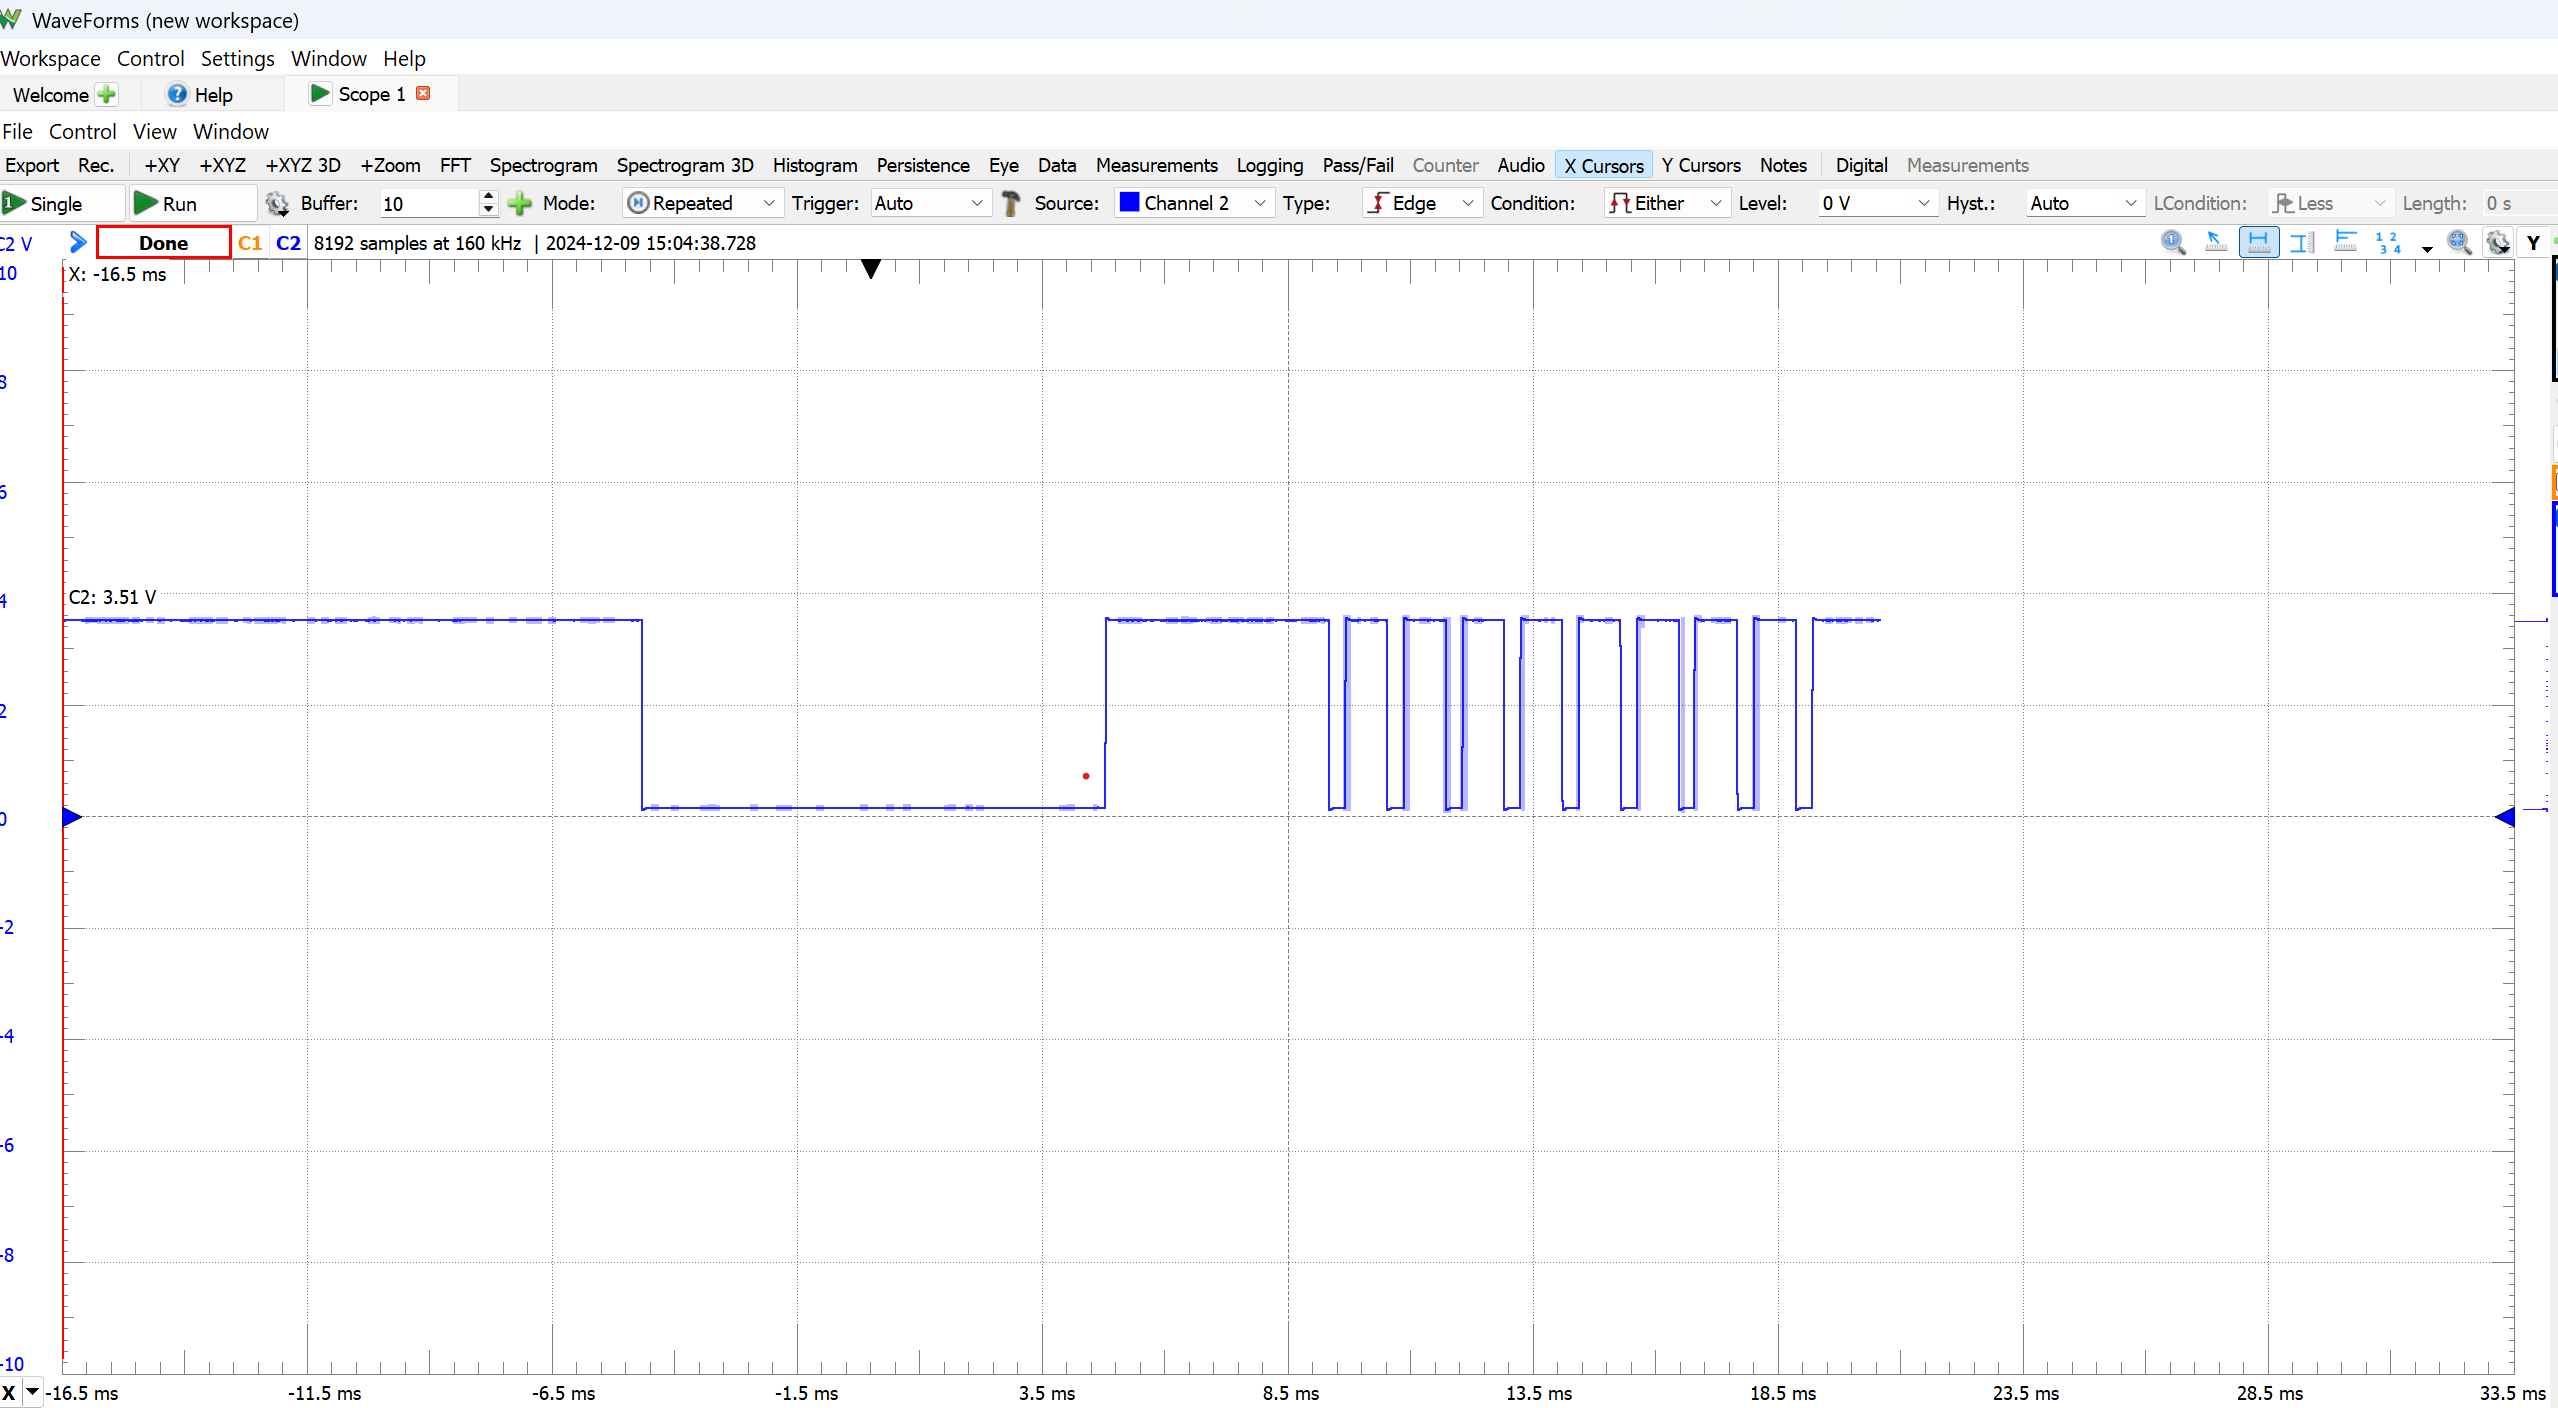 WaveForms (new workspace)
Workspace Control Settings Window Help
Welcome Help Scope 1
File Control View Window
Export Rec. +XY +XYZ +XYZ 3D +Zoom FFT Spectrogram Spectrogram 3D Histogram Persistence Eye Data Measurements Logging Pass/Fail Counter Audio X Cursors Y Cursors Notes Digital Measurements
Single Run Buffer: 10 Mode: Repeated Trigger: Auto Source: Channel 2 Type: Edge Condition: Either Level: 0 V Hyst.: Auto LCondition: Less Length: 0 s
C2 V Done C1 C2 8192 samples at 160 kHz | 2024-12-09 15:04:38.728 Y
10 X: -16.5 ms
8
6
4 C2: 3.51 V
2
0
-2
-4
-6
-8
-10
X -16.5 ms -11.5 ms -6.5 ms -1.5 ms 3.5 ms 8.5 ms 13.5 ms 18.5 ms 23.5 ms 28.5 ms 33.5 ms